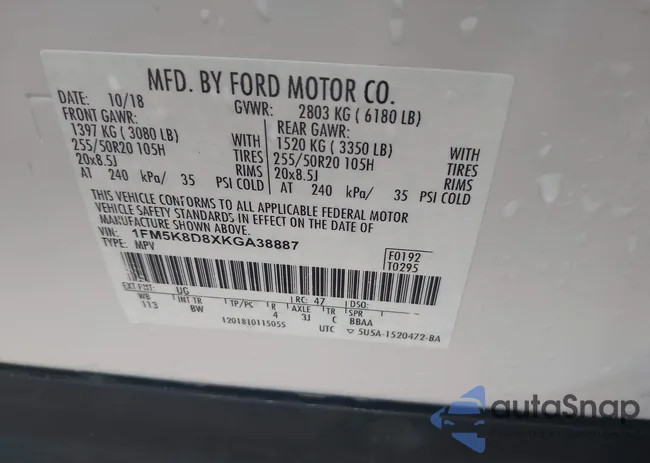 MFD. BY FORD MOTOR CO.
DATE: 10/18 GVWR: 2803 KG ( 6180 LB)
FRONT GAWR: REAR GAWR:
1397 KG ( 3080 LB) WITH 1520 KG ( 3350 LB) WITH
255/50R20 105H TIRES 255/50R20 105H TIRES
20x8.5J RIMS 20x8.5J RIMS
AT 240 kPa/ 35 PSI COLD AT 240 kPa/ 35 PSI COLD
THIS VEHICLE CONFORMS TO ALL APPLICABLE FEDERAL MOTOR
VEHICLE SAFETY STANDARDS IN EFFECT ON THE DATE OF
MANUFACTURE SHOWN ABOVE.
VIN: 1FM5K8D8XKGA38887 F0192
TYPE: MPV T0295
EXT PNT: UG RC: 47 DSO:
WB INT TR TP/PS R AXLE TR SPR
113 BW 4 3J C BBAA
1201810115055 UTC 5U5A-1520472-BA
autoSnap